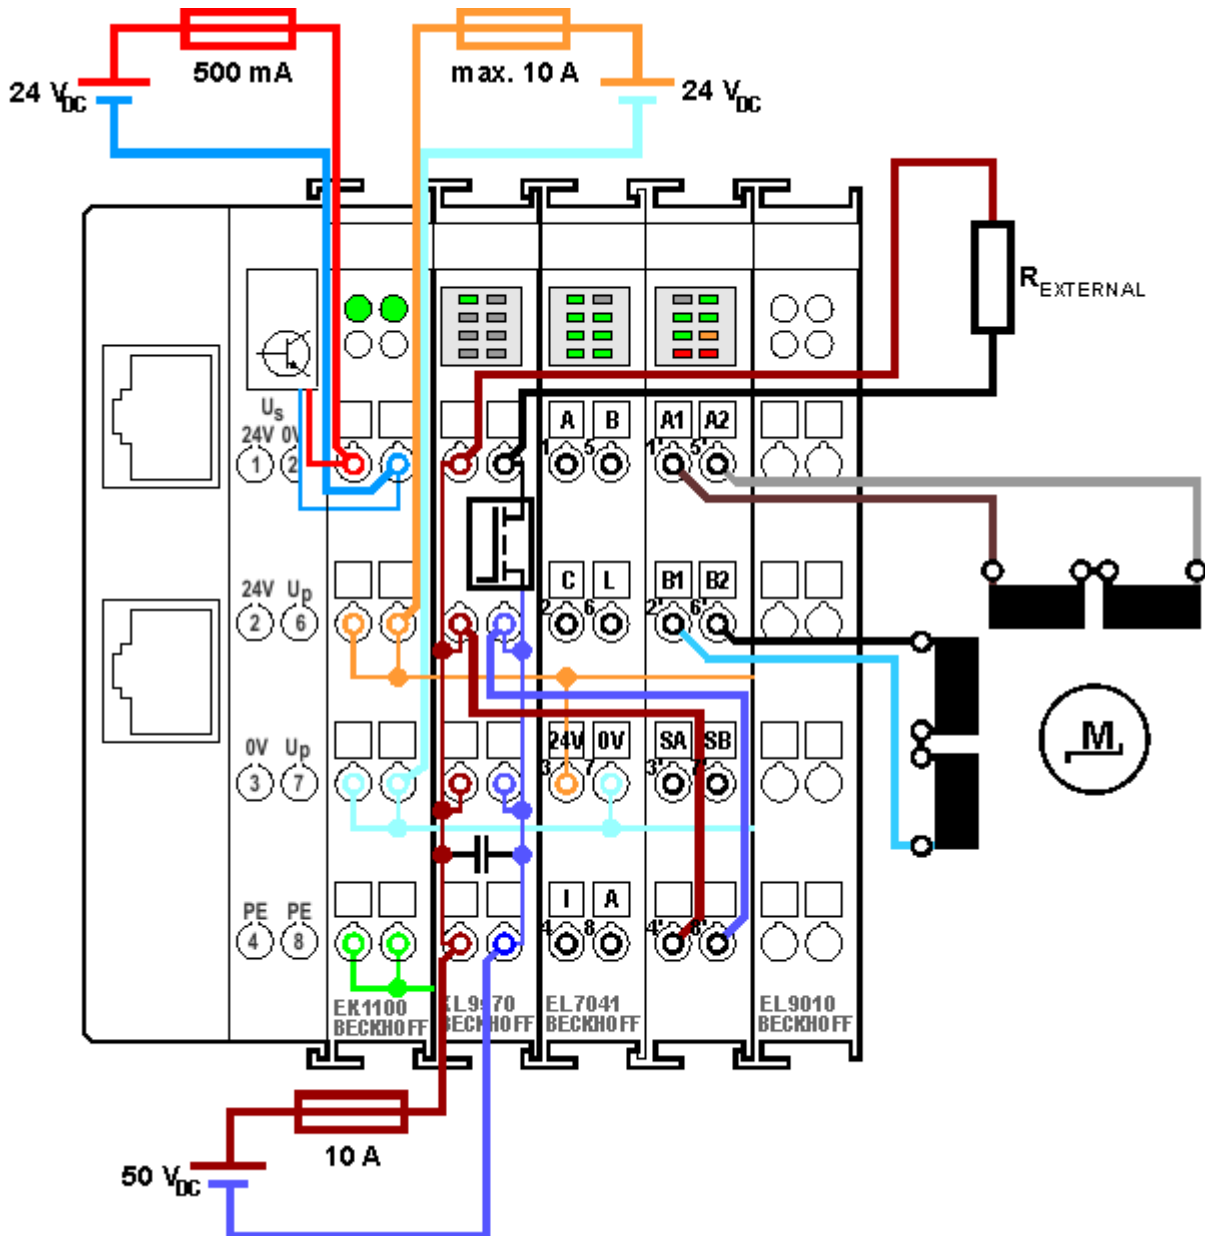 500 mA
max. 10 A
24 VDC
24 VDC
REXTERNAL
Us
24V 0V
1 2
A B
1 5
A1 A2
1' 5'
24V Up
2 6
C L
2 6
B1 B2
2' 6'
M
0V Up
3 7
24V 0V
3 7
SA SB
3' 7'
PE PE
4 8
I A
4 8
4' 8'
EK1100
BECKHOFF
BECKHOFF
EL7041
BECKHOFF
EL9010
BECKHOFF
10 A
50 VDC